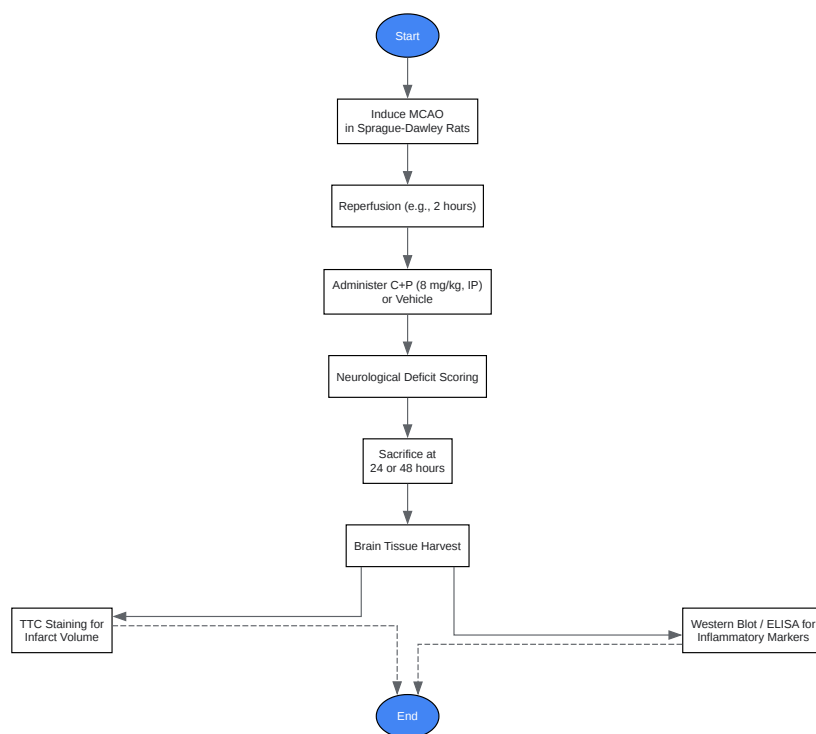 Start
Induce MCAO
in Sprague-Dawley Rats
Reperfusion (e.g., 2 hours)
Administer C+P (8 mg/kg, IP)
or Vehicle
Neurological Deficit Scoring
Sacrifice at
24 or 48 hours
Brain Tissue Harvest
TTC Staining for
Infarct Volume
Western Blot / ELISA for
Inflammatory Markers
End